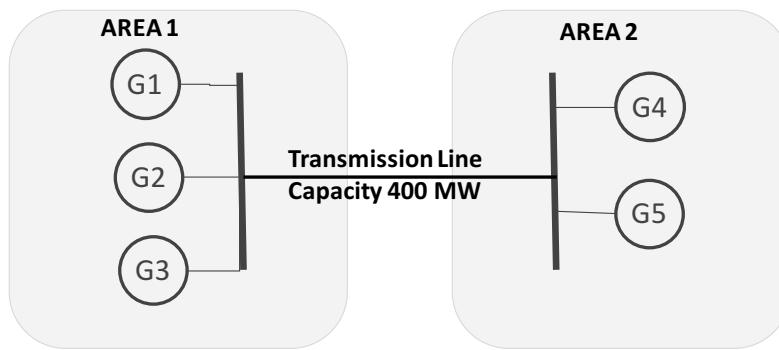 AREA 1
AREA 2
G1
G2
G3
Transmission Line
Capacity 400 MW
G4
G5